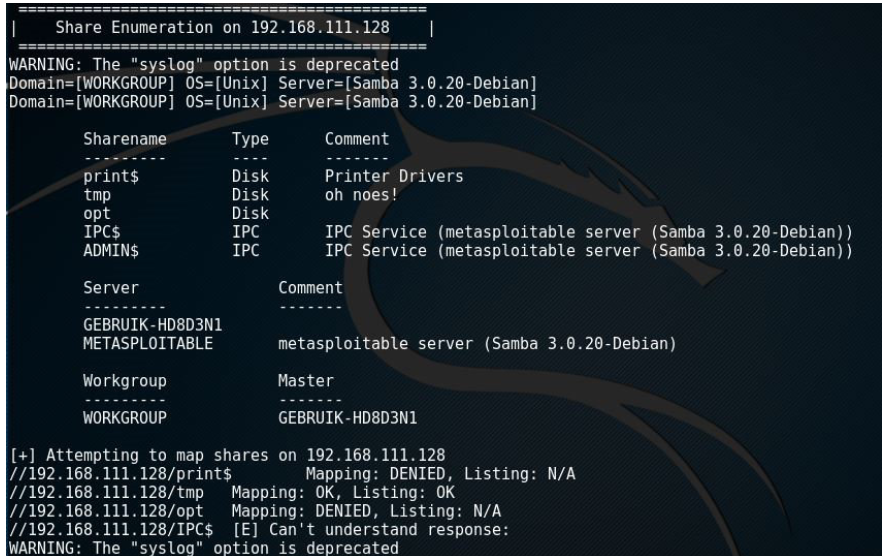 =============================================
|    Share Enumeration on 192.168.111.128    |
=============================================
WARNING: The "syslog" option is deprecated
Domain=[WORKGROUP] OS=[Unix] Server=[Samba 3.0.20-Debian]
Domain=[WORKGROUP] OS=[Unix] Server=[Samba 3.0.20-Debian]
Sharename       Type      Comment
---------       ----      -------
print$          Disk      Printer Drivers
tmp             Disk      oh noes!
opt             Disk
IPC$            IPC       IPC Service (metasploitable server (Samba 3.0.20-Debian))
ADMIN$          IPC       IPC Service (metasploitable server (Samba 3.0.20-Debian))
Server               Comment
---------            -------
GEBRUIK-HD8D3N1
METASPLOITABLE       metasploitable server (Samba 3.0.20-Debian)
Workgroup            Master
---------            -------
WORKGROUP            GEBRUIK-HD8D3N1
[+] Attempting to map shares on 192.168.111.128
//192.168.111.128/print$        Mapping: DENIED, Listing: N/A
//192.168.111.128/tmp   Mapping: OK, Listing: OK
//192.168.111.128/opt   Mapping: DENIED, Listing: N/A
//192.168.111.128/IPC$  [E] Can't understand response:
WARNING: The "syslog" option is deprecated